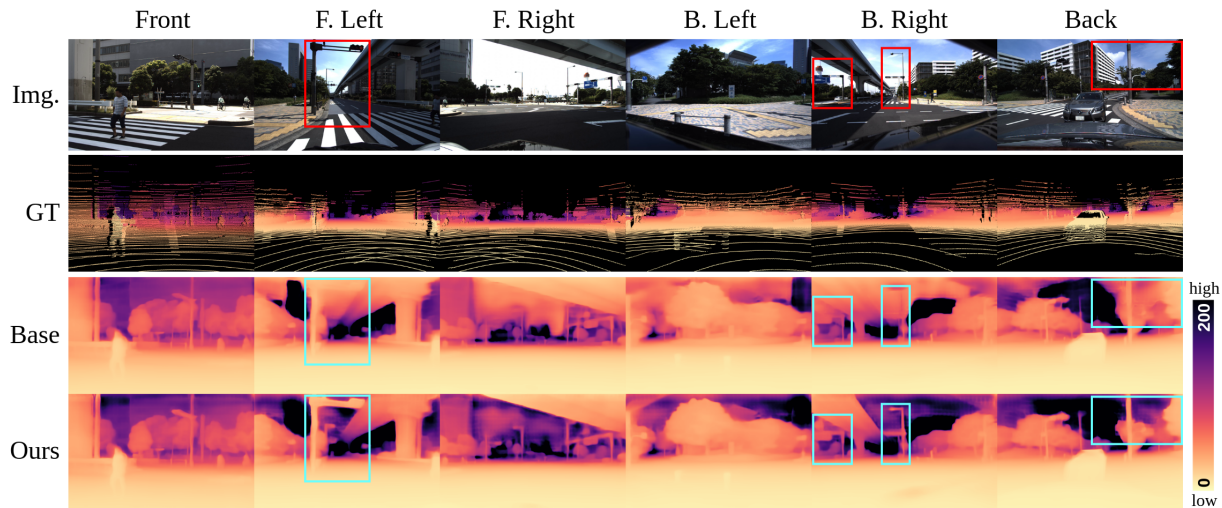 Front F. Left F. Right B. Left B. Right Back
Img.
GT
Base
high
200
Ours
0
low